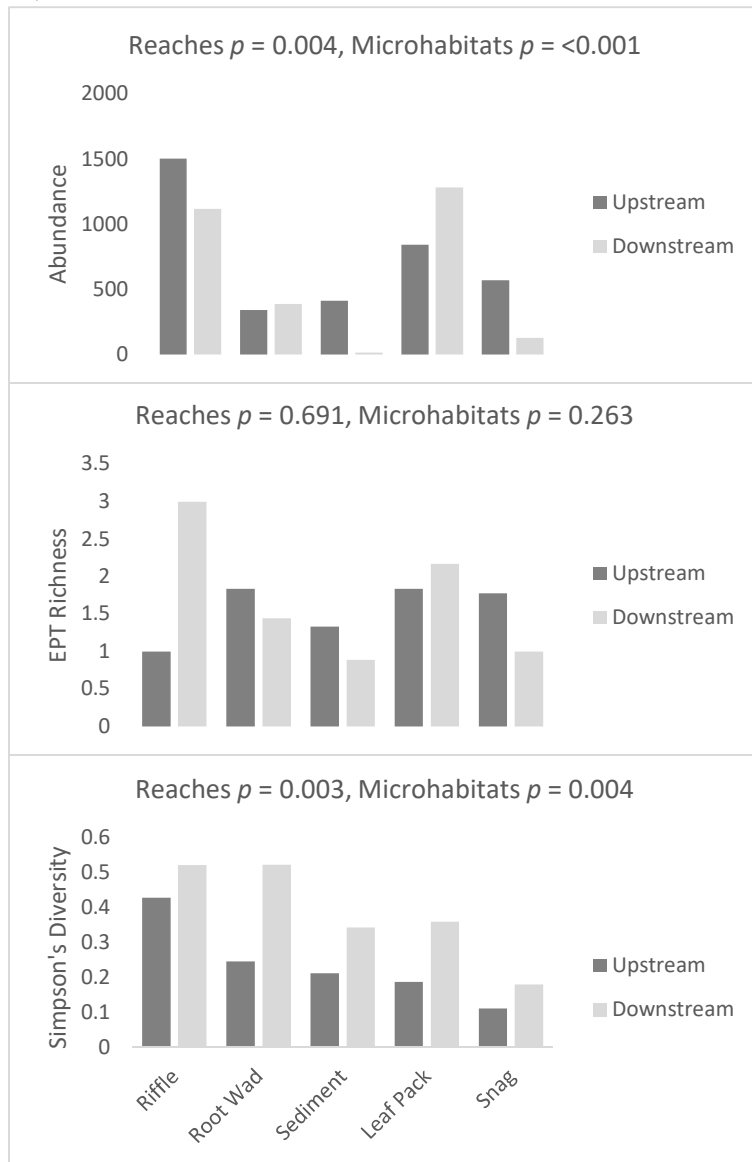 Reaches p = 0.004, Microhabitats p = <0.001
2000
1500
1000
500
0
Abundance
Upstream
Downstream
Reaches p = 0.691, Microhabitats p = 0.263
3.5
3
2.5
2
1.5
1
0.5
0
EPT Richness
Upstream
Downstream
Reaches p = 0.003, Microhabitats p = 0.004
0.6
0.5
0.4
0.3
0.2
0.1
0
Simpson's Diversity
Upstream
Downstream
Riffle
Root Wad
Sediment
Leaf Pack
Snag